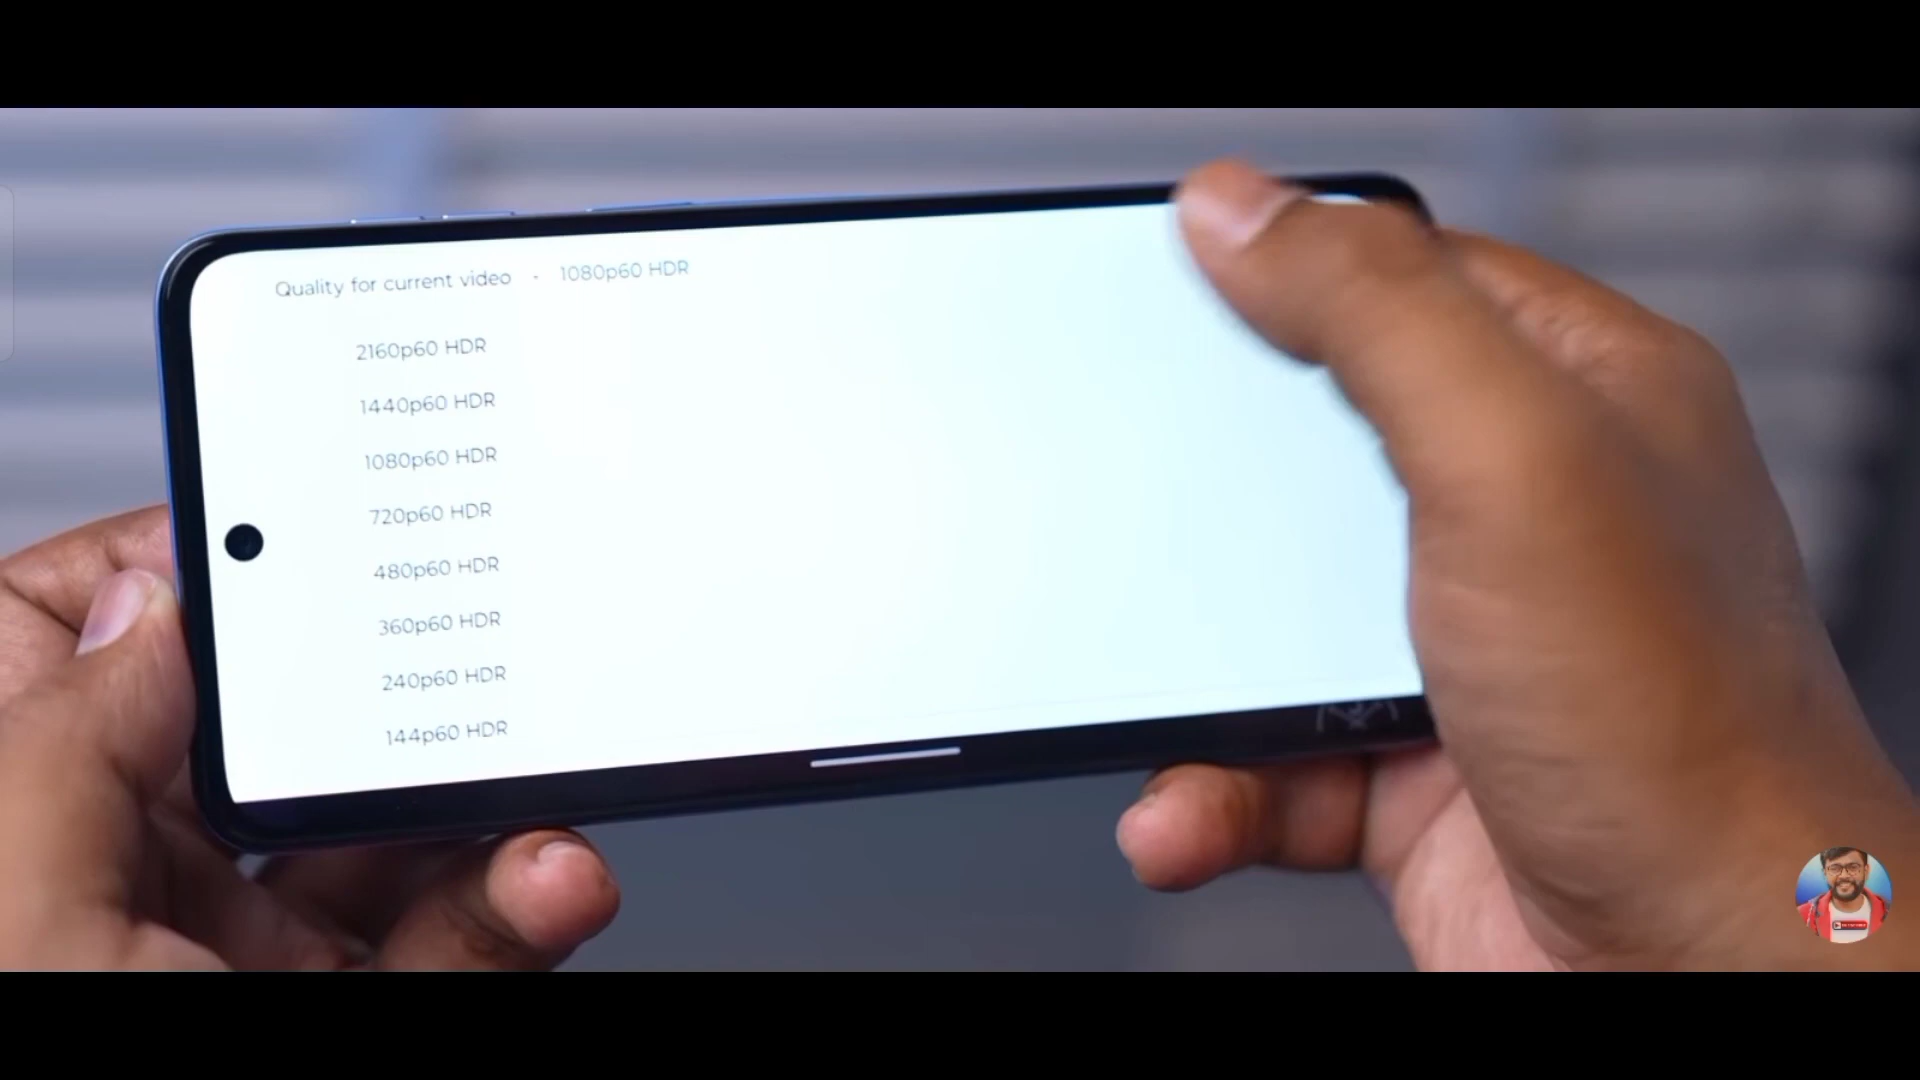 Quality for current video - 1080p60 HDR
2160p60 HDR
1440p60 HDR
1080p60 HDR
720p60 HDR
480p60 HDR
360p60 HDR
240p60 HDR
144p60 HDR